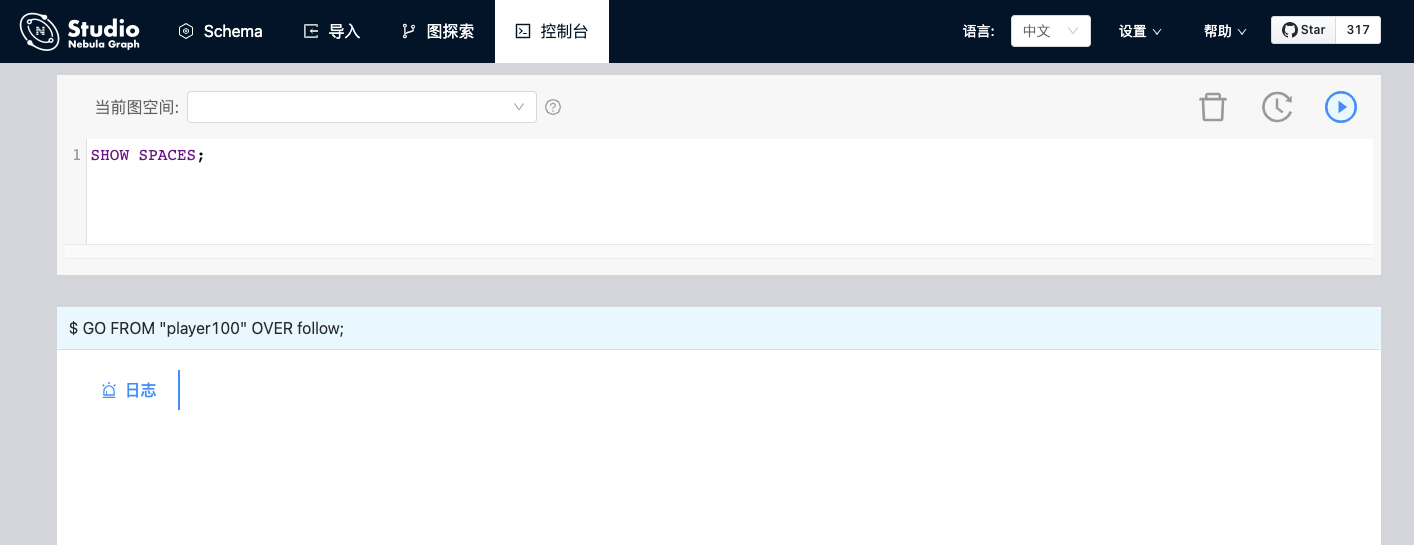 Studio
Nebula Graph
Schema
导入
图探索
控制台
语言:
中文
设置
帮助
Star
317
当前图空间:
1 SHOW SPACES;
$ GO FROM "player100" OVER follow;
日志